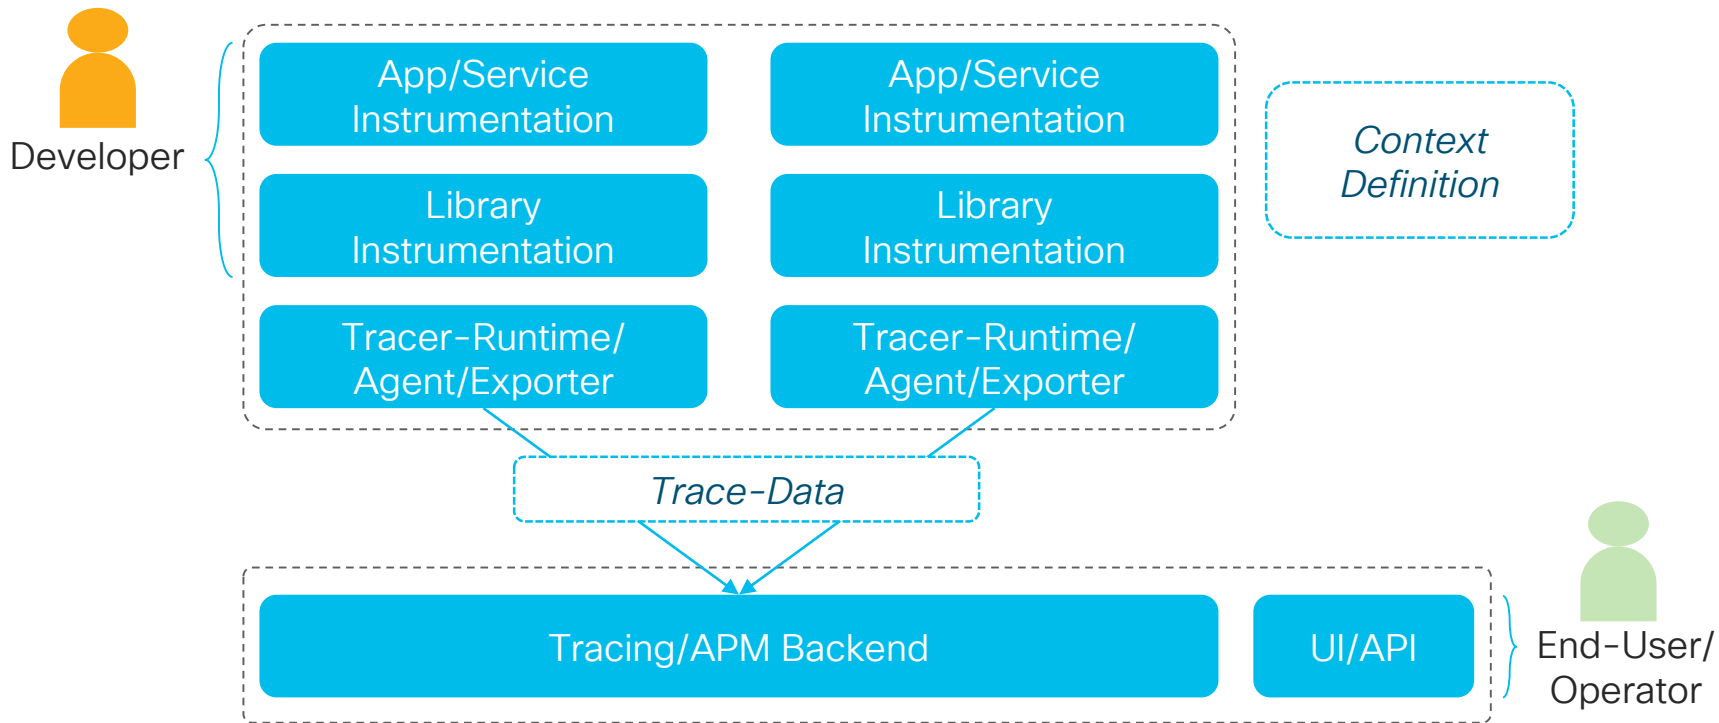 Developer
App/Service
Instrumentation
App/Service
Instrumentation
Context
Definition
Library
Instrumentation
Library
Instrumentation
Tracer-Runtime/
Agent/Exporter
Tracer-Runtime/
Agent/Exporter
Trace-Data
Tracing/APM Backend
UI/API
End-User/
Operator